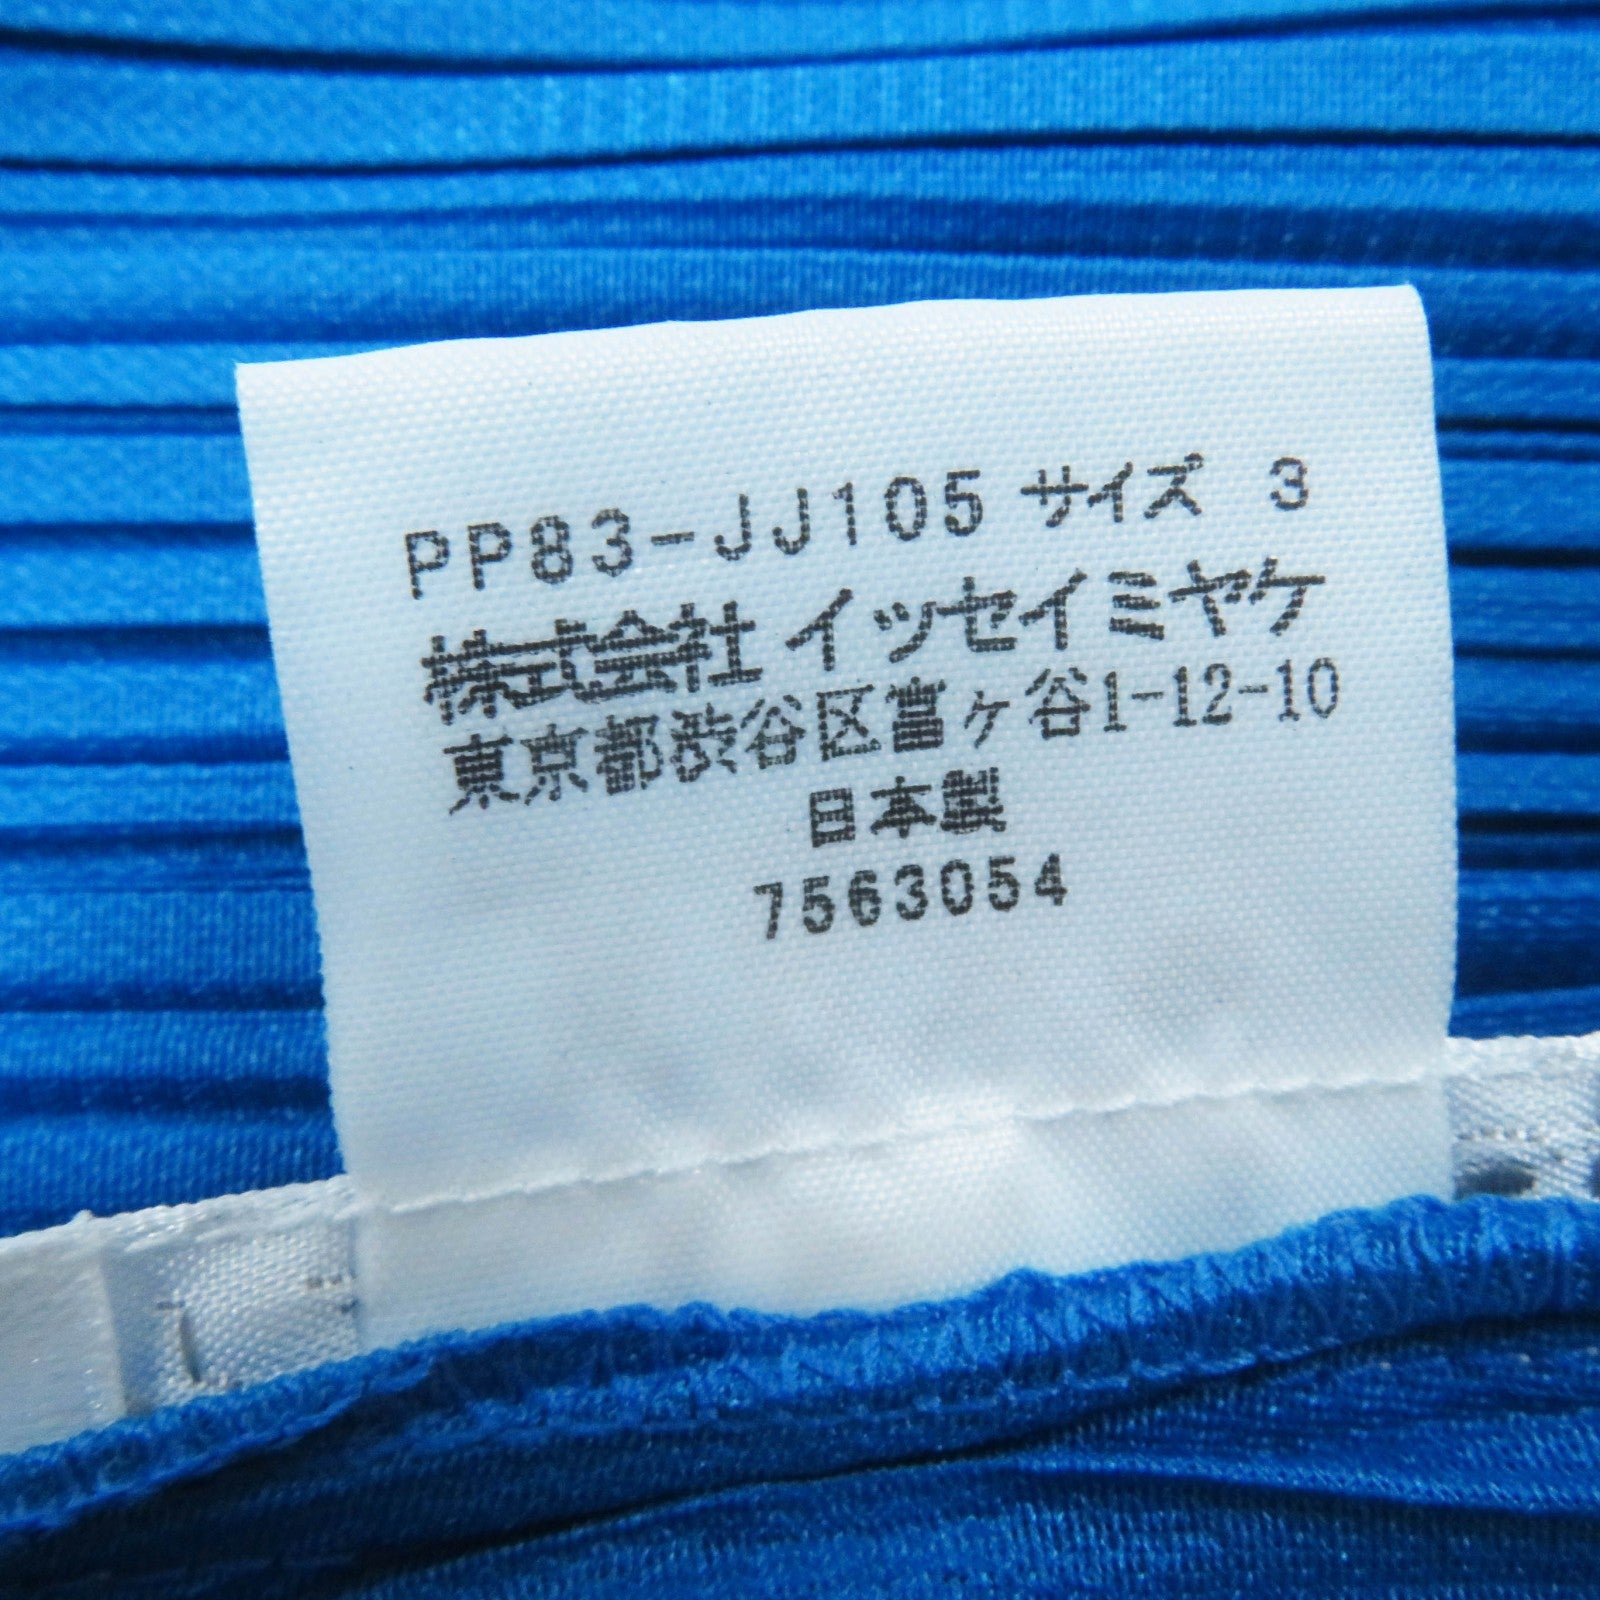 PP83-JJ105 サイズ 3
株式会社 イッセイミヤケ
東京都渋谷区富ヶ谷1-12-10
日本製
7563054